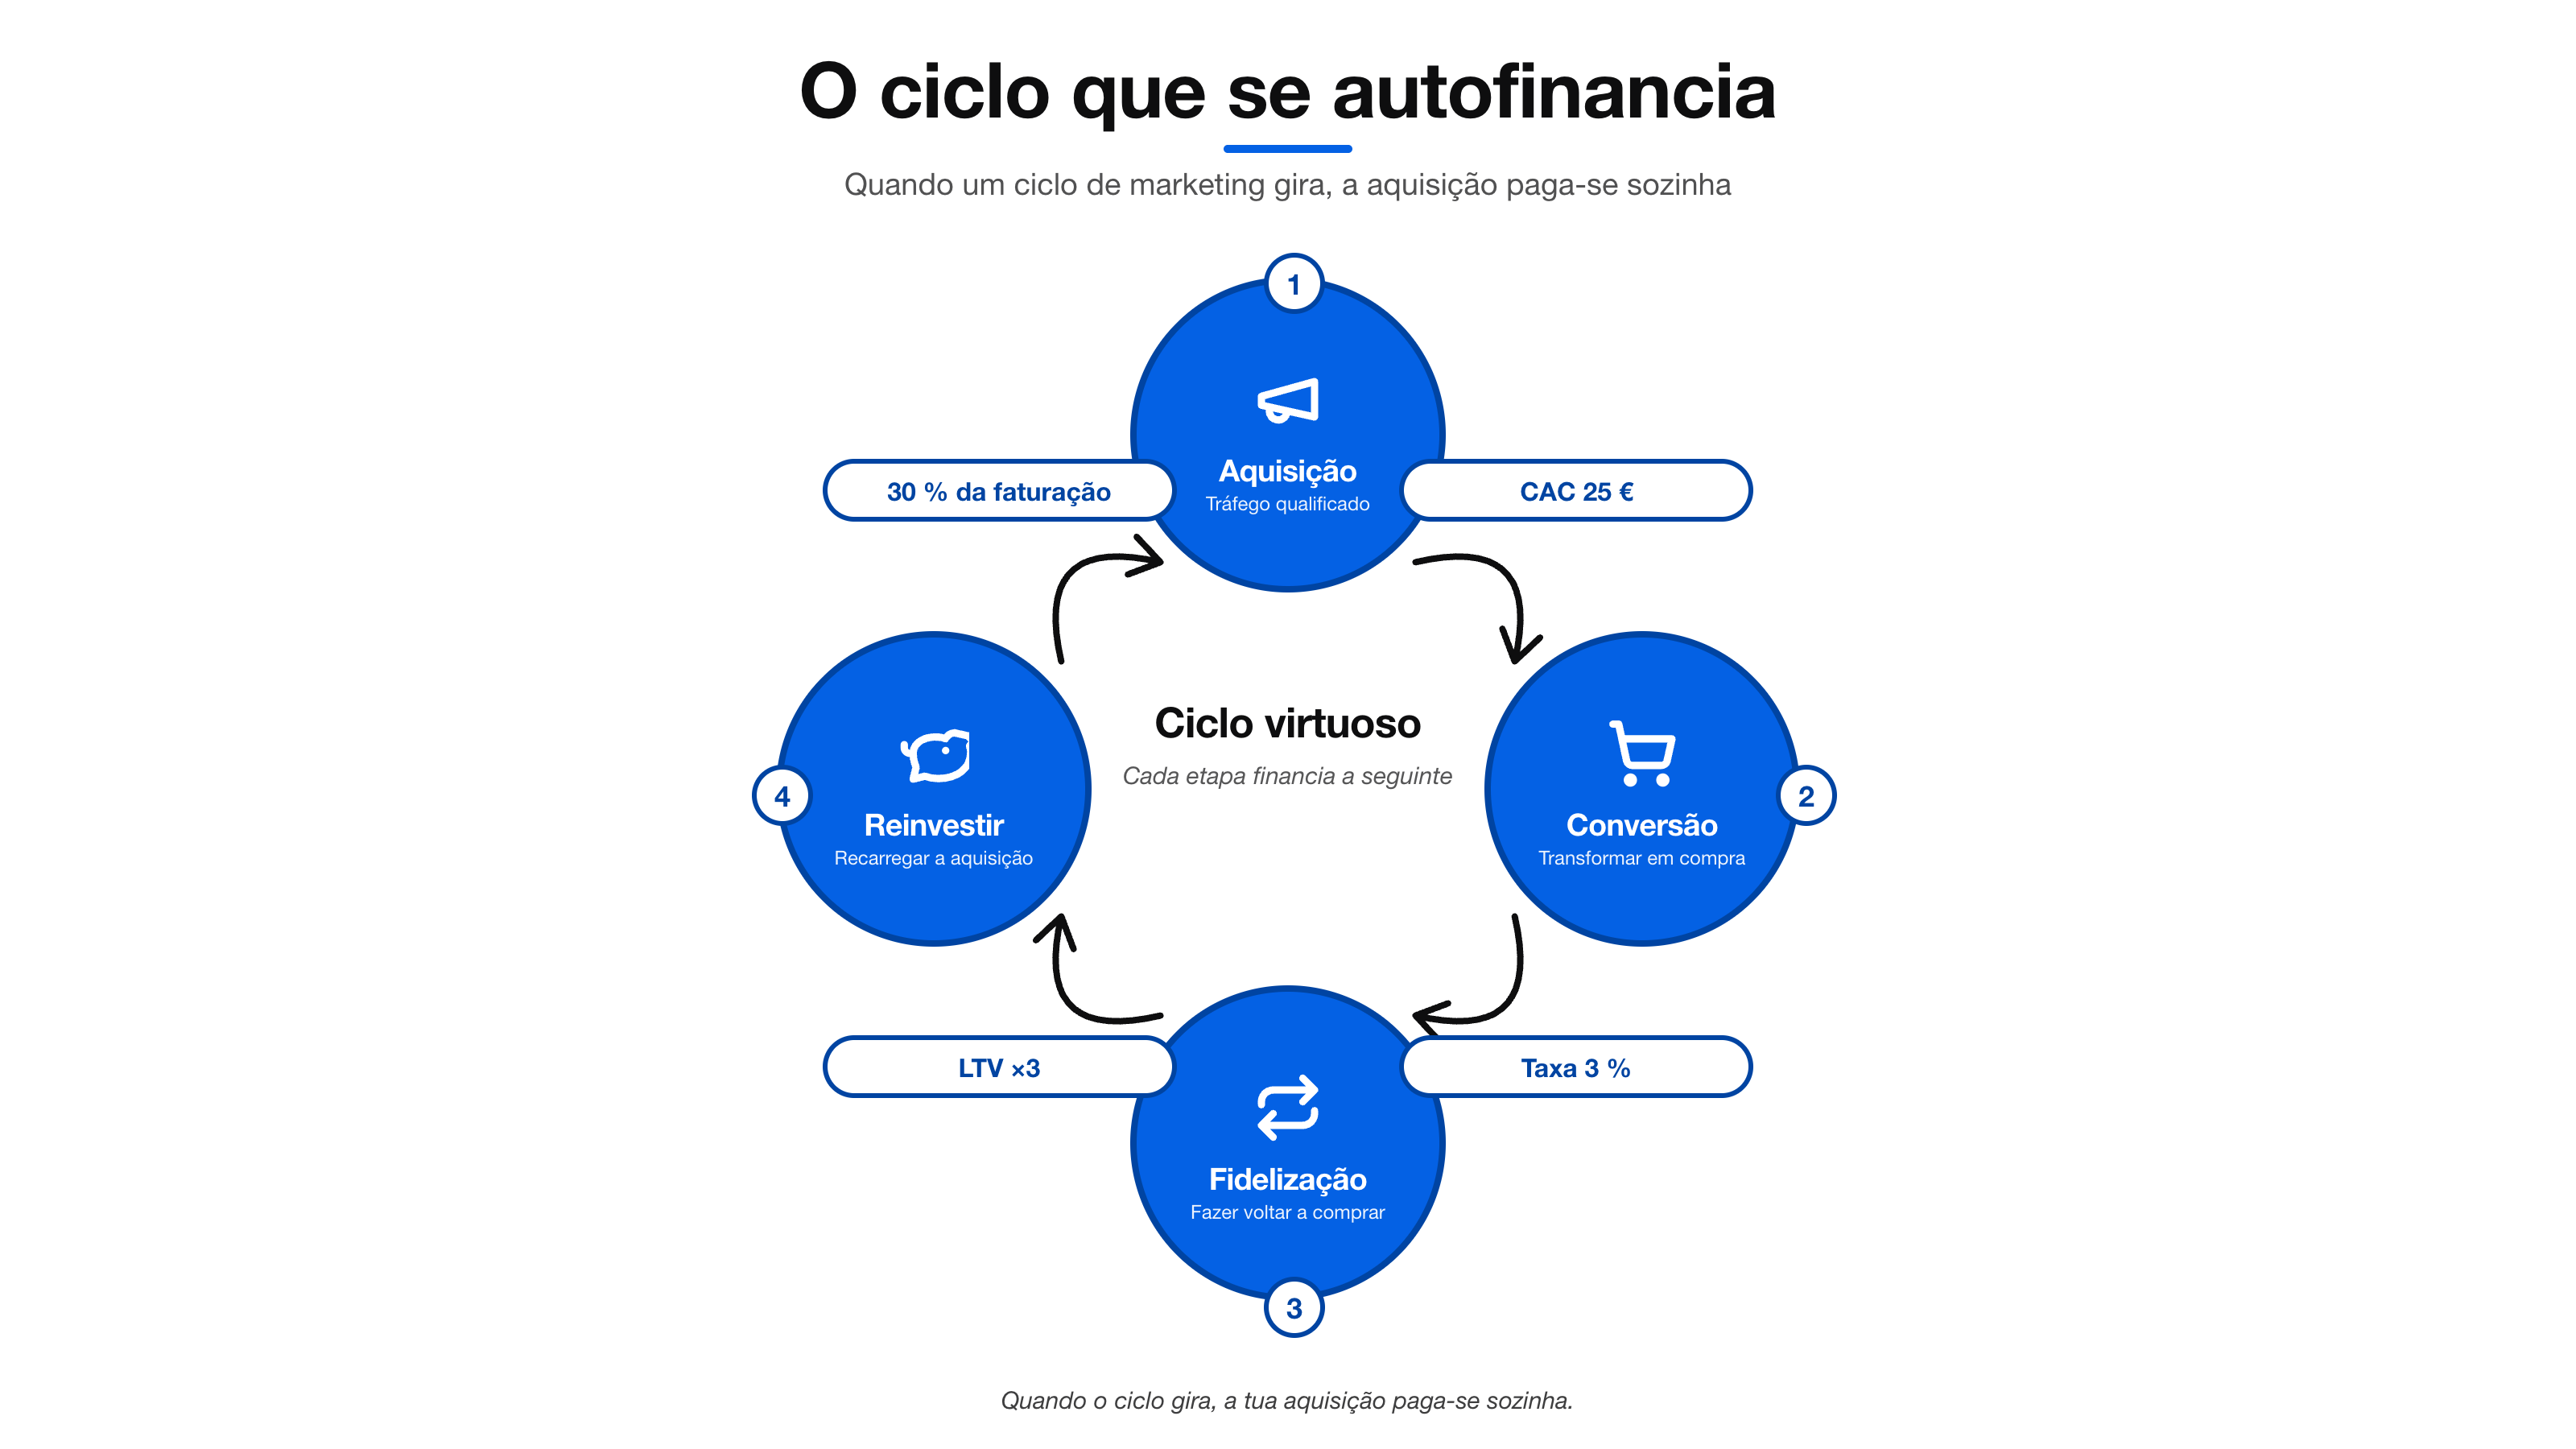 O ciclo que se autofinancia
Quando um ciclo de marketing gira, a aquisição paga-se sozinha
1
Aquisição
Tráfego qualificado
30 % da faturação
CAC 25 €
Ciclo virtuoso
Cada etapa financia a seguinte
4
Reinvestir
Recarregar a aquisição
2
Conversão
Transformar em compra
LTV ×3
Taxa 3 %
Fidelização
Fazer voltar a comprar
3
Quando o ciclo gira, a tua aquisição paga-se sozinha.